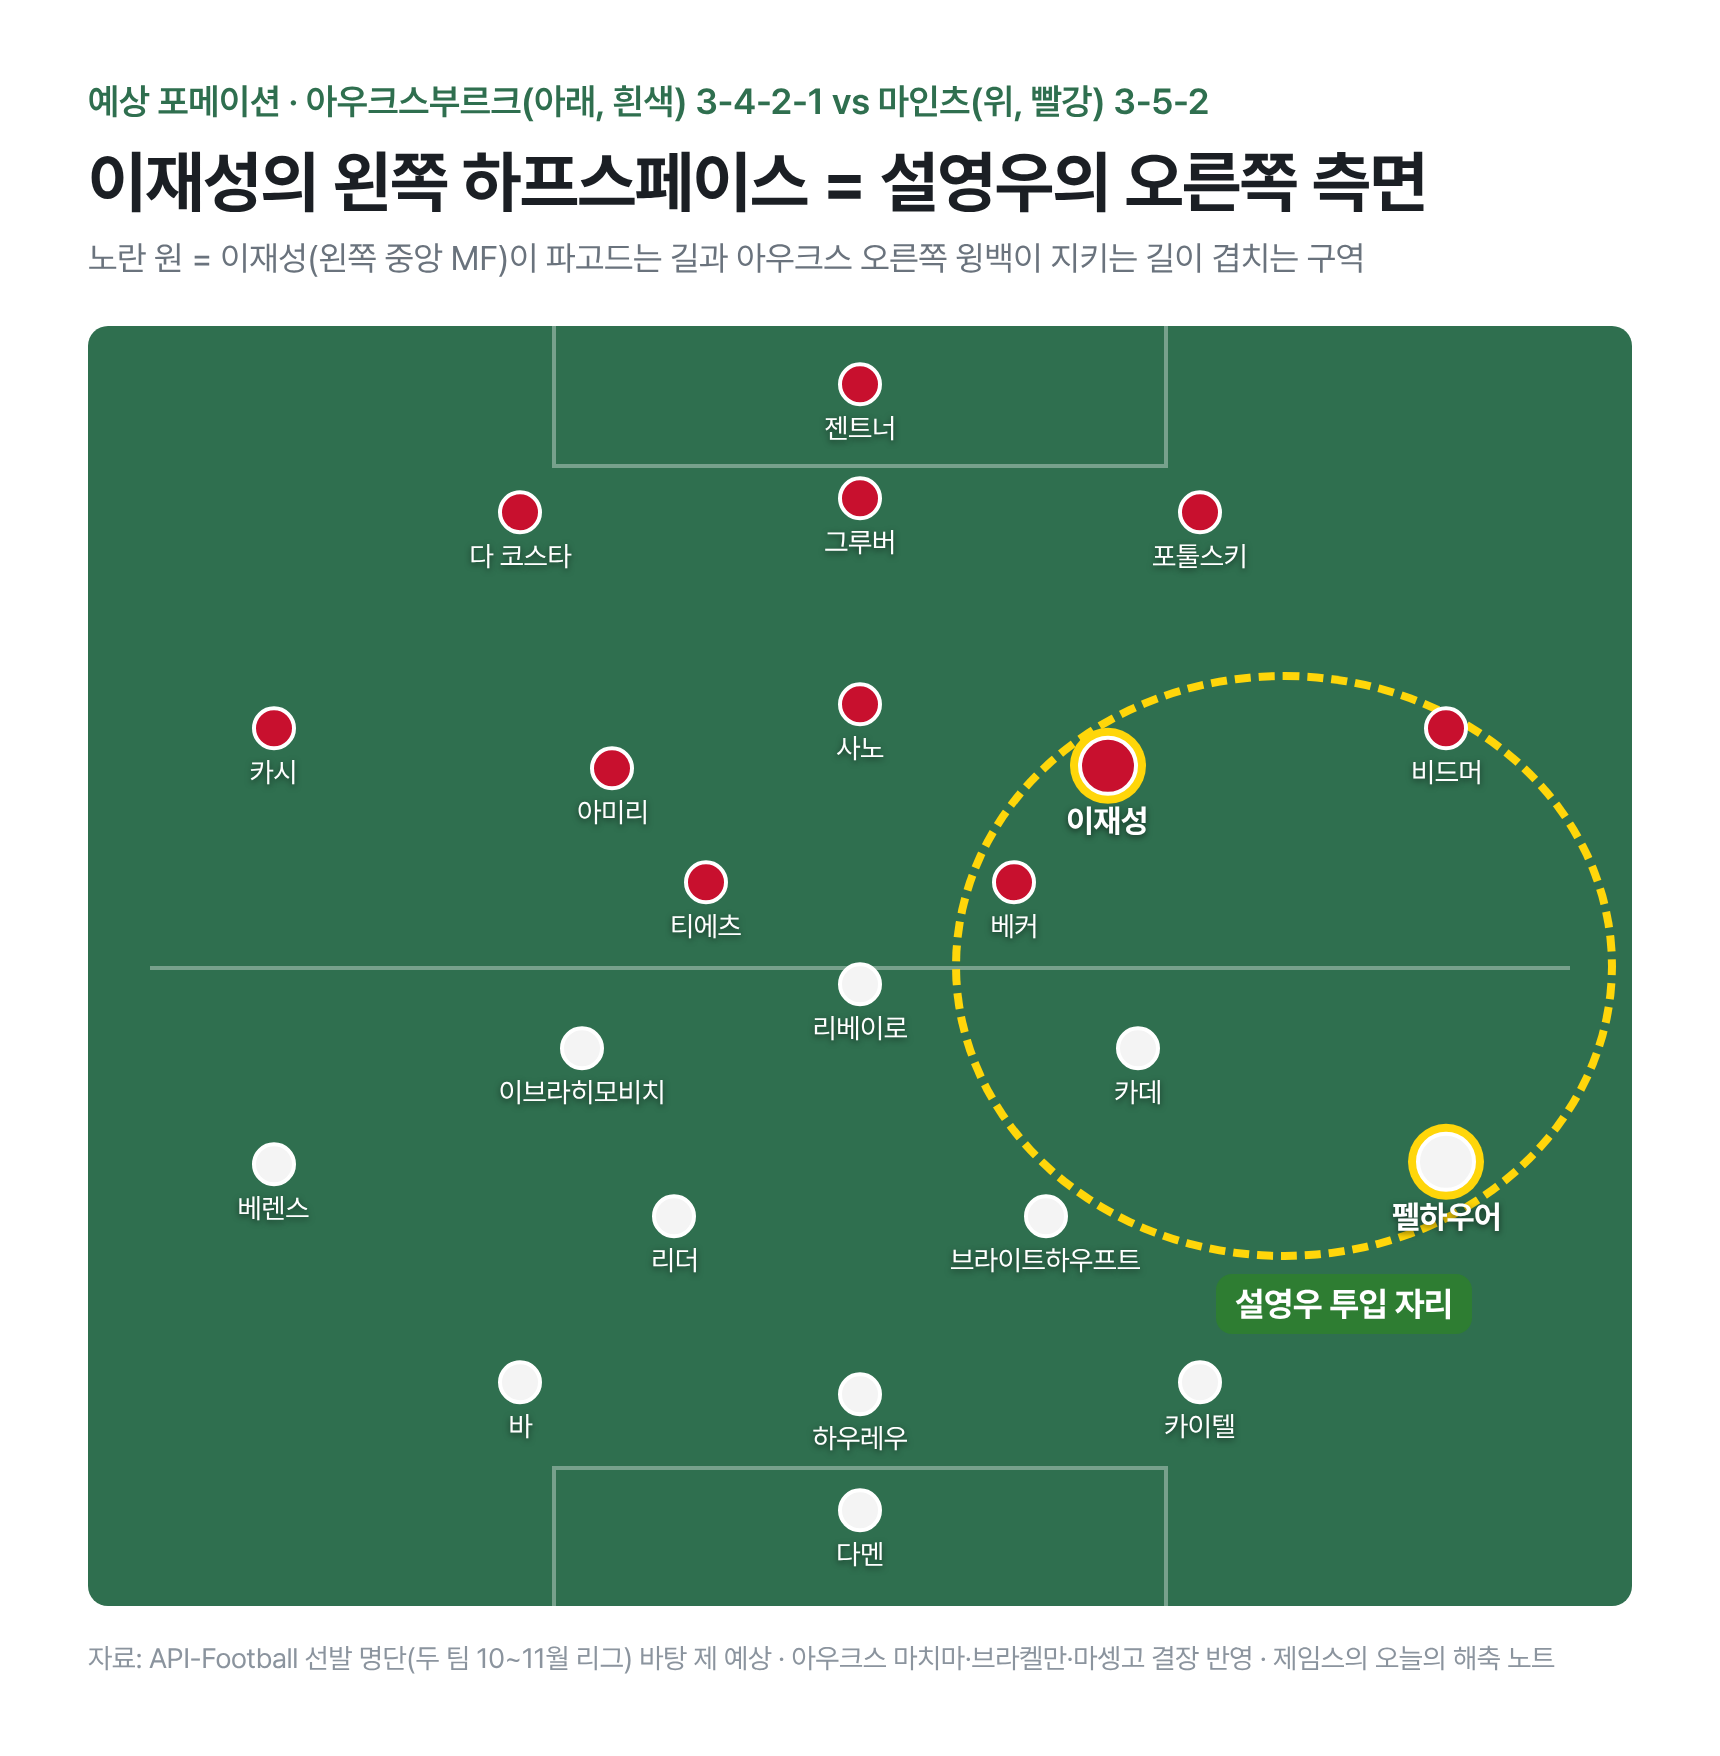 예상 포메이션 · 아우크스부르크(아래, 흰색) 3-4-2-1 vs 마인츠(위, 빨강) 3-5-2
이재성의 왼쪽 하프스페이스 = 설영우의 오른쪽 측면
노란 원 = 이재성(왼쪽 중앙 MF)이 파고드는 길과 아우크스 오른쪽 윙백이 지키는 길이 겹치는 구역
젠트너
다 코스타
그루버
포툴스키
카시
아미리
사노
이재성
비드머
티에츠
베커
리베이로
이브라히모비치
카데
베렌스
리더
브라이트하우프트
펠하우어
설영우 투입 자리
바
하우레우
카이텔
다멘
자료: API-Football 선발 명단(두 팀 10~11월 리그) 바탕 제 예상 · 아우크스 마치마·브라켈만·마셍고 결장 반영 · 제임스의 오늘의 해축 노트